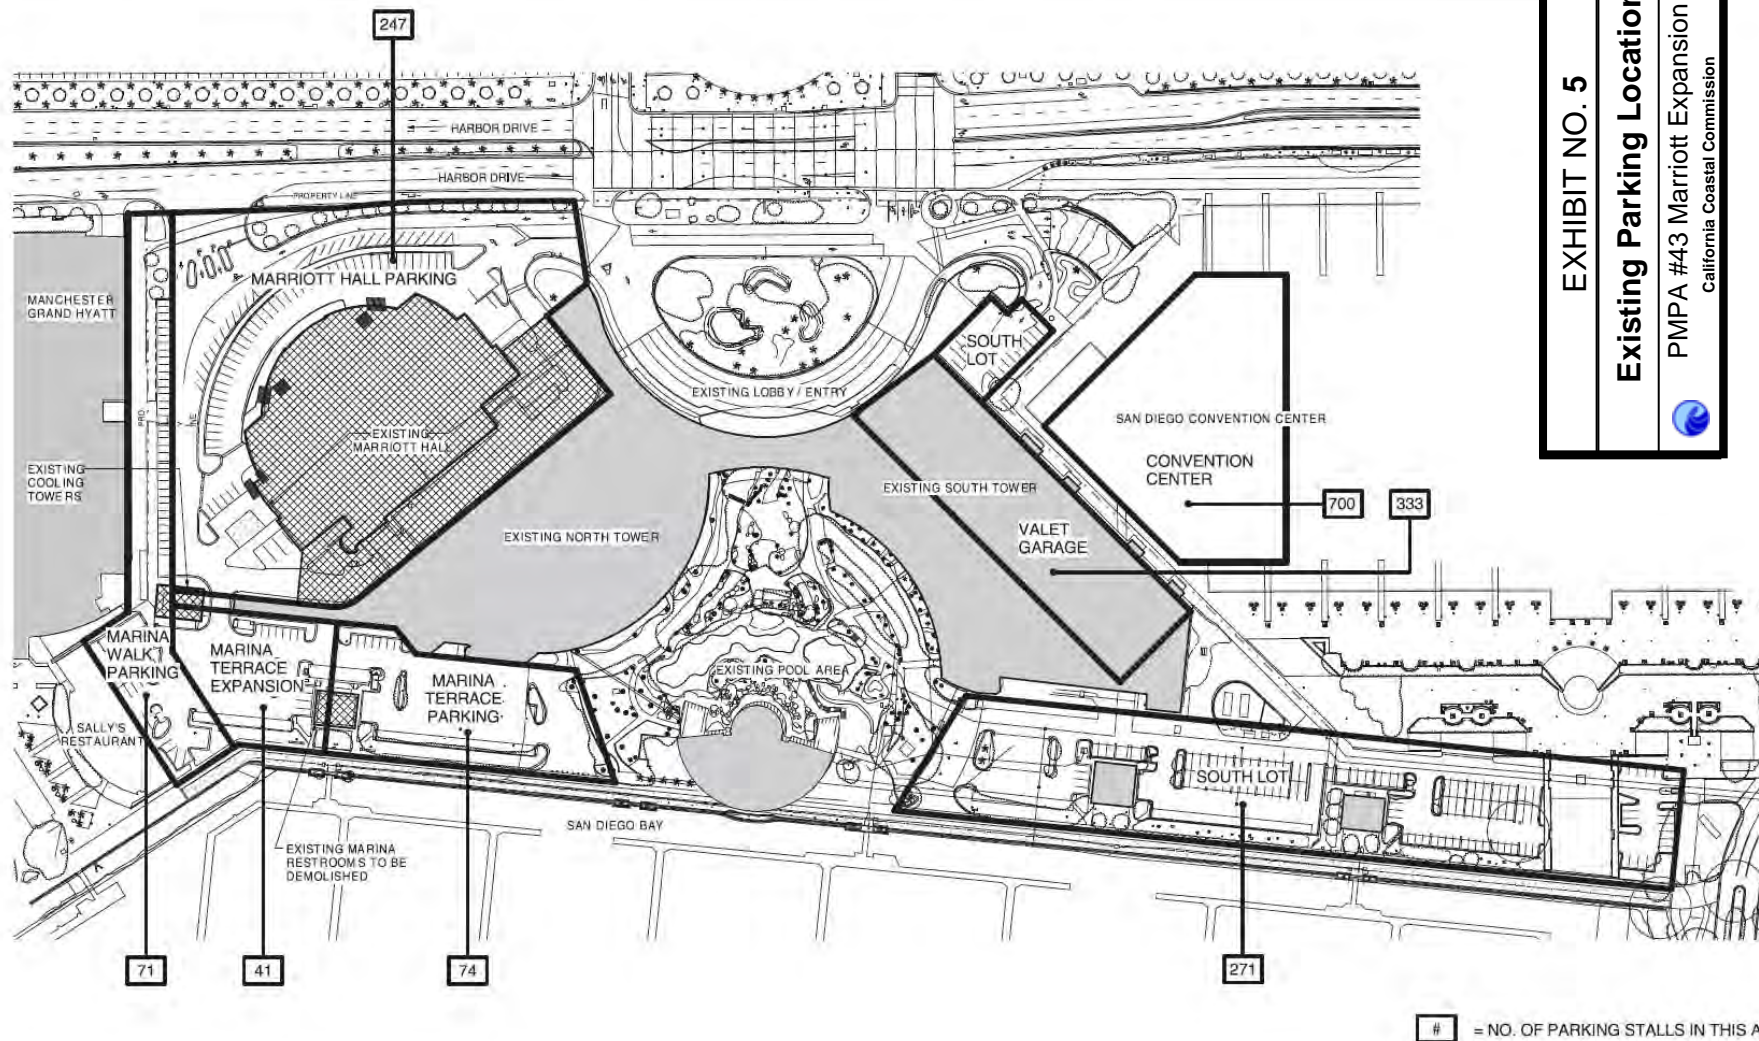 247
HARBOR DRIVE
HARBOR DRIVE
PROPERTY LINE
MARRIOTT HALL PARKING
MANCHESTER
GRAND HYATT
SOUTH
LOT
EXISTING LOBBY / ENTRY
SAN DIEGO CONVENTION CENTER
PRO.
NE
EXISTING
MARRIOTT HALL
EXISTING
COOLING
TOWERS
CONVENTION
CENTER
EXISTING SOUTH TOWER
700
333
EXISTING NORTH TOWER
VALET
GARAGE
MARINA
WALK
PARKING
MARINA
TERRACE
EXPANSION
MARINA
TERRACE
PARKING
EXISTING POOL AREA
SALLY'S
RESTAURANT
SOUTH LOT
SAN DIEGO BAY
EXISTING MARINA
RESTROOMS TO BE
DEMOLISHED
71
41
74
271
# = NO. OF PARKING STALLS IN THIS A
EXHIBIT NO. 5
Existing Parking Location
PMPA #43 Marriott Expansion
California Coastal Commission